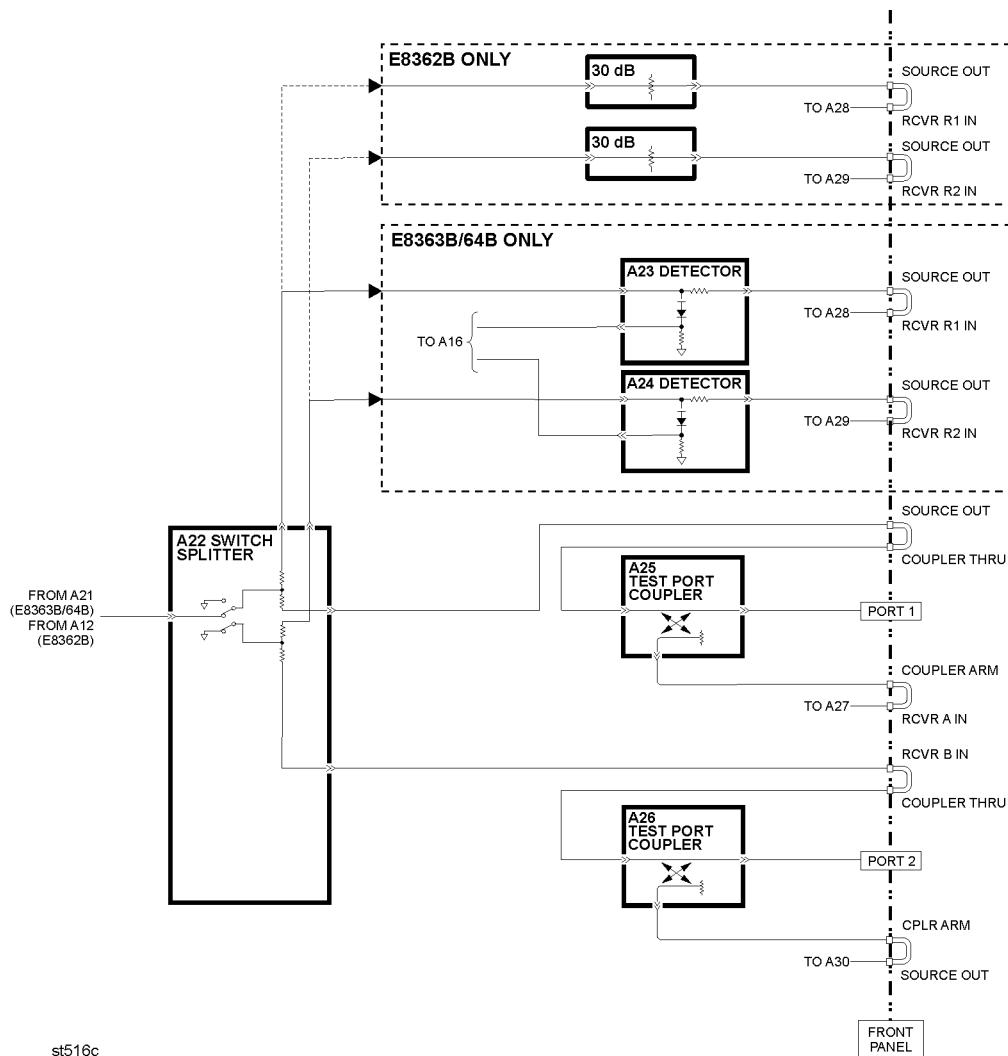 E8362B ONLY
30 dB
SOURCE OUT
TO A28
RCVR R1 IN
30 dB
SOURCE OUT
TO A29
RCVR R2 IN
E8363B/64B ONLY
A23 DETECTOR
SOURCE OUT
TO A28
RCVR R1 IN
TO A16
A24 DETECTOR
SOURCE OUT
TO A29
RCVR R2 IN
A22 SWITCH
SPLITTER
FROM A21
(E8363B/64B)
FROM A12
(E8362B)
SOURCE OUT
COUPLER THRU
A25
TEST PORT
COUPLER
PORT 1
COUPLER ARM
TO A27
RCVR A IN
RCVR B IN
COUPLER THRU
A26
TEST PORT
COUPLER
PORT 2
CPLR ARM
TO A30
SOURCE OUT
FRONT
PANEL
st516c